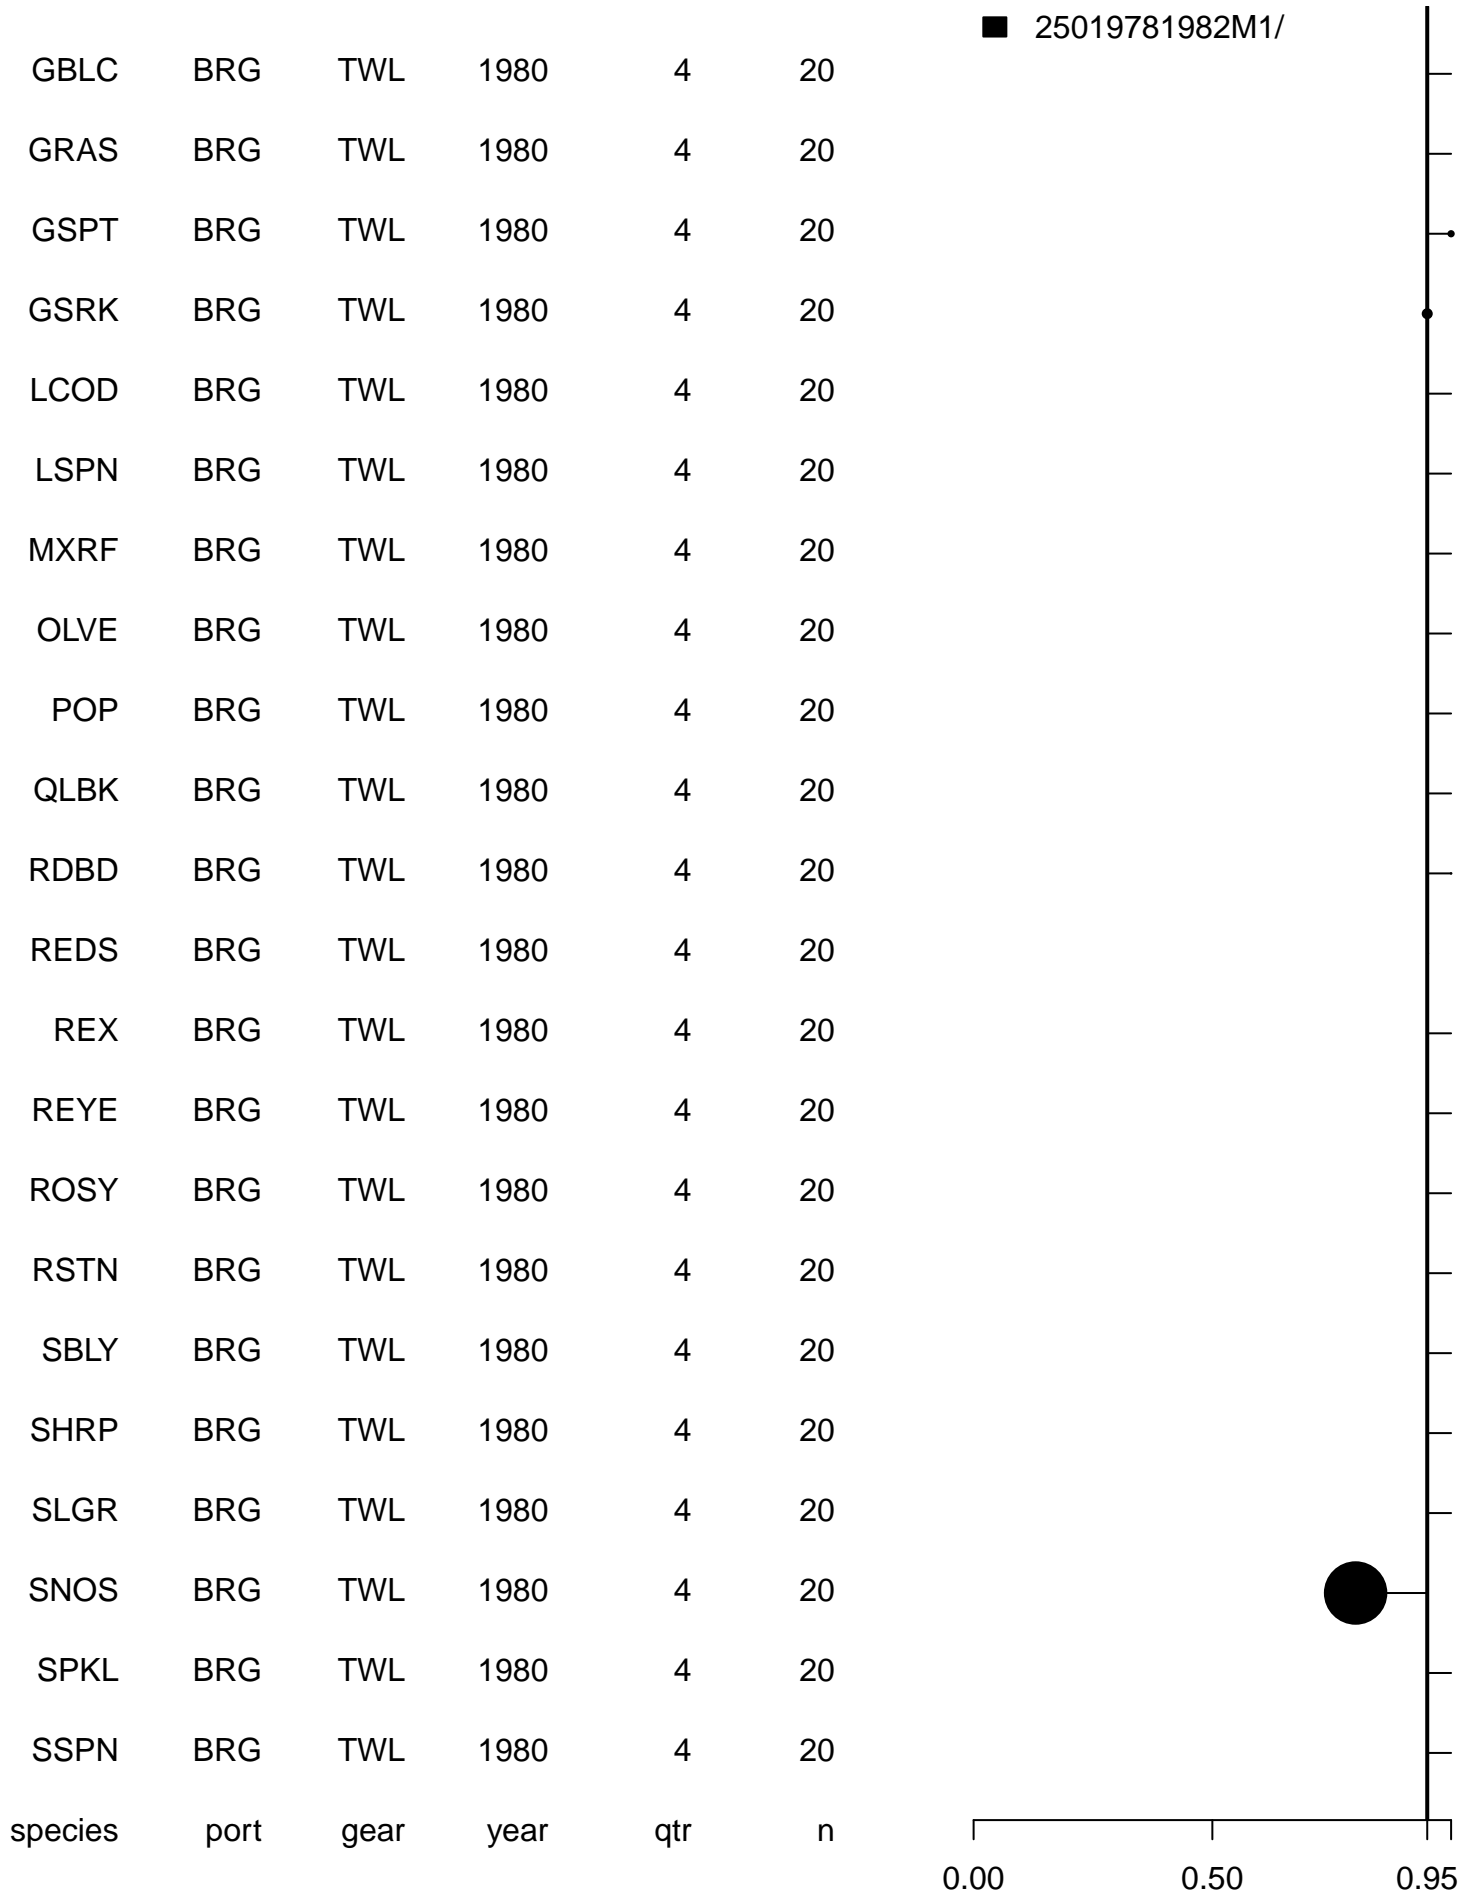 25019781982M1/
GBLC BRG TWL 1980 4 20
GRAS BRG TWL 1980 4 20
GSPT BRG TWL 1980 4 20
GSRK BRG TWL 1980 4 20
LCOD BRG TWL 1980 4 20
LSPN BRG TWL 1980 4 20
MXRF BRG TWL 1980 4 20
OLVE BRG TWL 1980 4 20
POP BRG TWL 1980 4 20
QLBK BRG TWL 1980 4 20
RDBD BRG TWL 1980 4 20
REDS BRG TWL 1980 4 20
REX BRG TWL 1980 4 20
REYE BRG TWL 1980 4 20
ROSY BRG TWL 1980 4 20
RSTN BRG TWL 1980 4 20
SBLY BRG TWL 1980 4 20
SHRP BRG TWL 1980 4 20
SLGR BRG TWL 1980 4 20
SNOS BRG TWL 1980 4 20
SPKL BRG TWL 1980 4 20
SSPN BRG TWL 1980 4 20
species port gear year qtr n
0.00 0.50 0.95